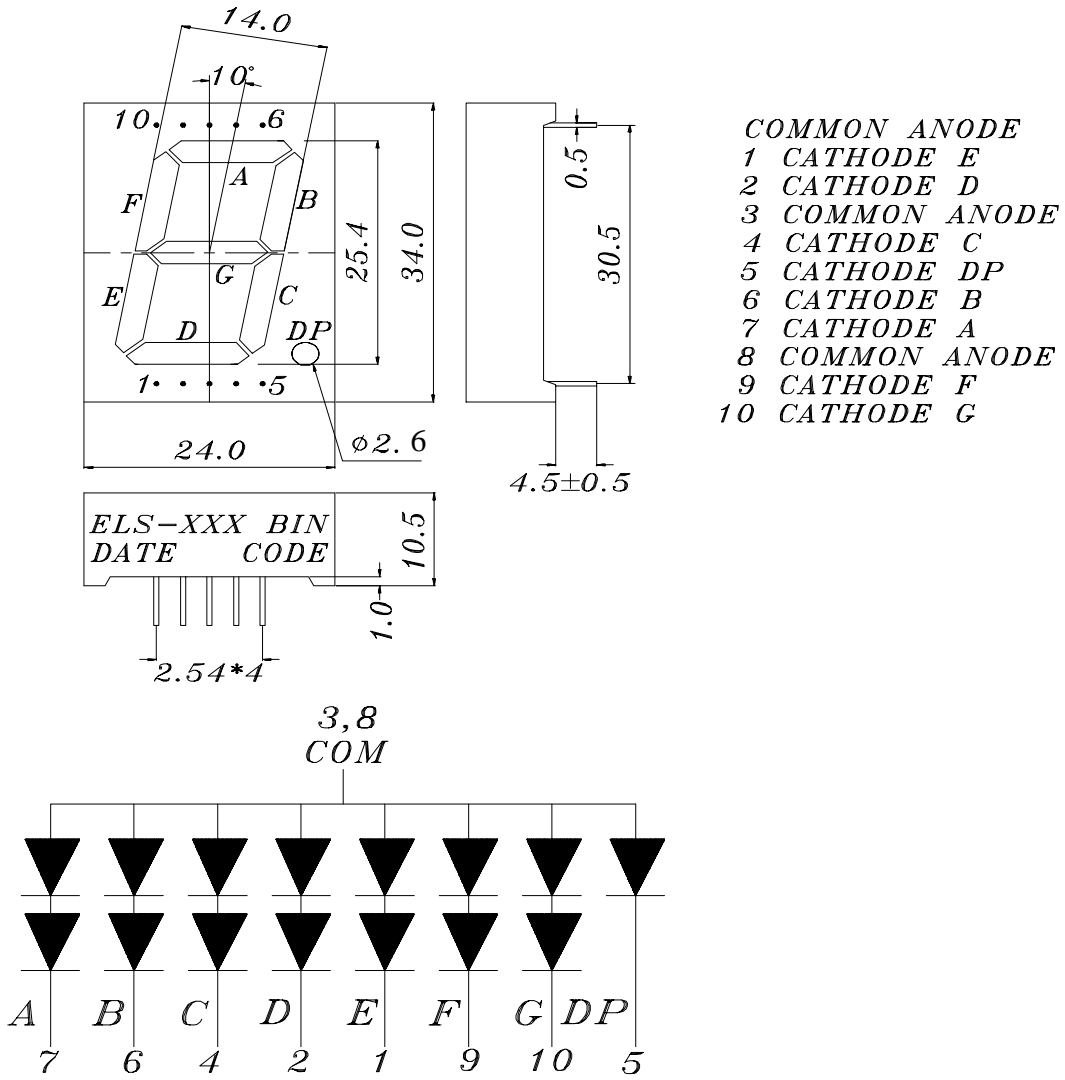 14.0
10°
10 6
A
F B
G
E C
D DP
1 5
25.4
34.0
24.0
ϕ2.6
0.5
30.5
4.5±0.5
COMMON ANODE
1 CATHODE E
2 CATHODE D
3 COMMON ANODE
4 CATHODE C
5 CATHODE DP
6 CATHODE B
7 CATHODE A
8 COMMON ANODE
9 CATHODE F
10 CATHODE G
ELS-XXX BIN
DATE CODE
10.5
1.0
2.54*4
3,8
COM
A B C D E F G DP
7 6 4 2 1 9 10 5